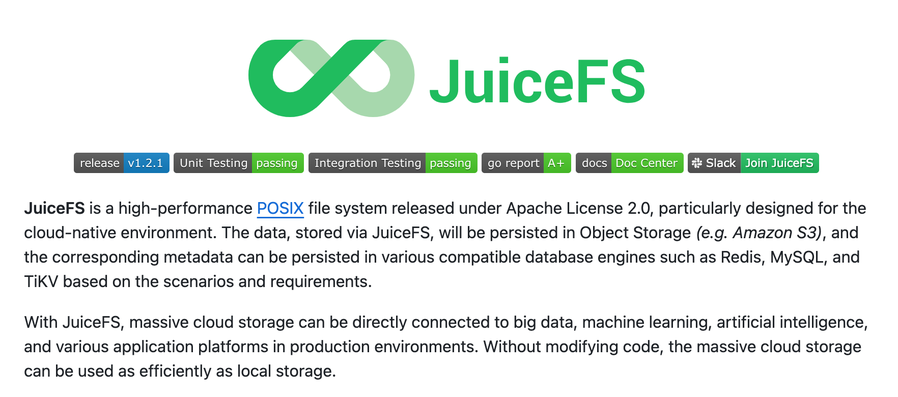 JuiceFS
release v1.2.1 Unit Testing passing Integration Testing passing go report A+ docs Doc Center Slack Join JuiceFS
JuiceFS is a high-performance POSIX file system released under Apache License 2.0, particularly designed for the
cloud-native environment. The data, stored via JuiceFS, will be persisted in Object Storage (e.g. Amazon S3), and
the corresponding metadata can be persisted in various compatible database engines such as Redis, MySQL, and
TiKV based on the scenarios and requirements.
With JuiceFS, massive cloud storage can be directly connected to big data, machine learning, artificial intelligence,
and various application platforms in production environments. Without modifying code, the massive cloud storage
can be used as efficiently as local storage.